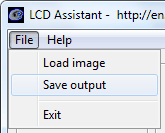 LCD Assistant - http://en
File Help
Load image
Save output
Exit